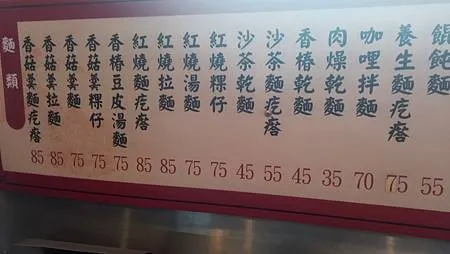 麵類
香菇羹麵疙瘩 85
香菇羹拉麵 85
香菇羹麵 75
香菇羹粿仔 75
香椿豆皮湯麵 75
紅燒麵疙瘩 85
紅燒拉麵 85
紅燒湯麵 75
紅燒粿仔 75
沙茶乾麵 45
沙茶麵疙瘩 55
香椿乾麵 45
肉燥乾麵 35
咖哩拌麵 70
養生麵疙瘩 75
餛飩麵 55